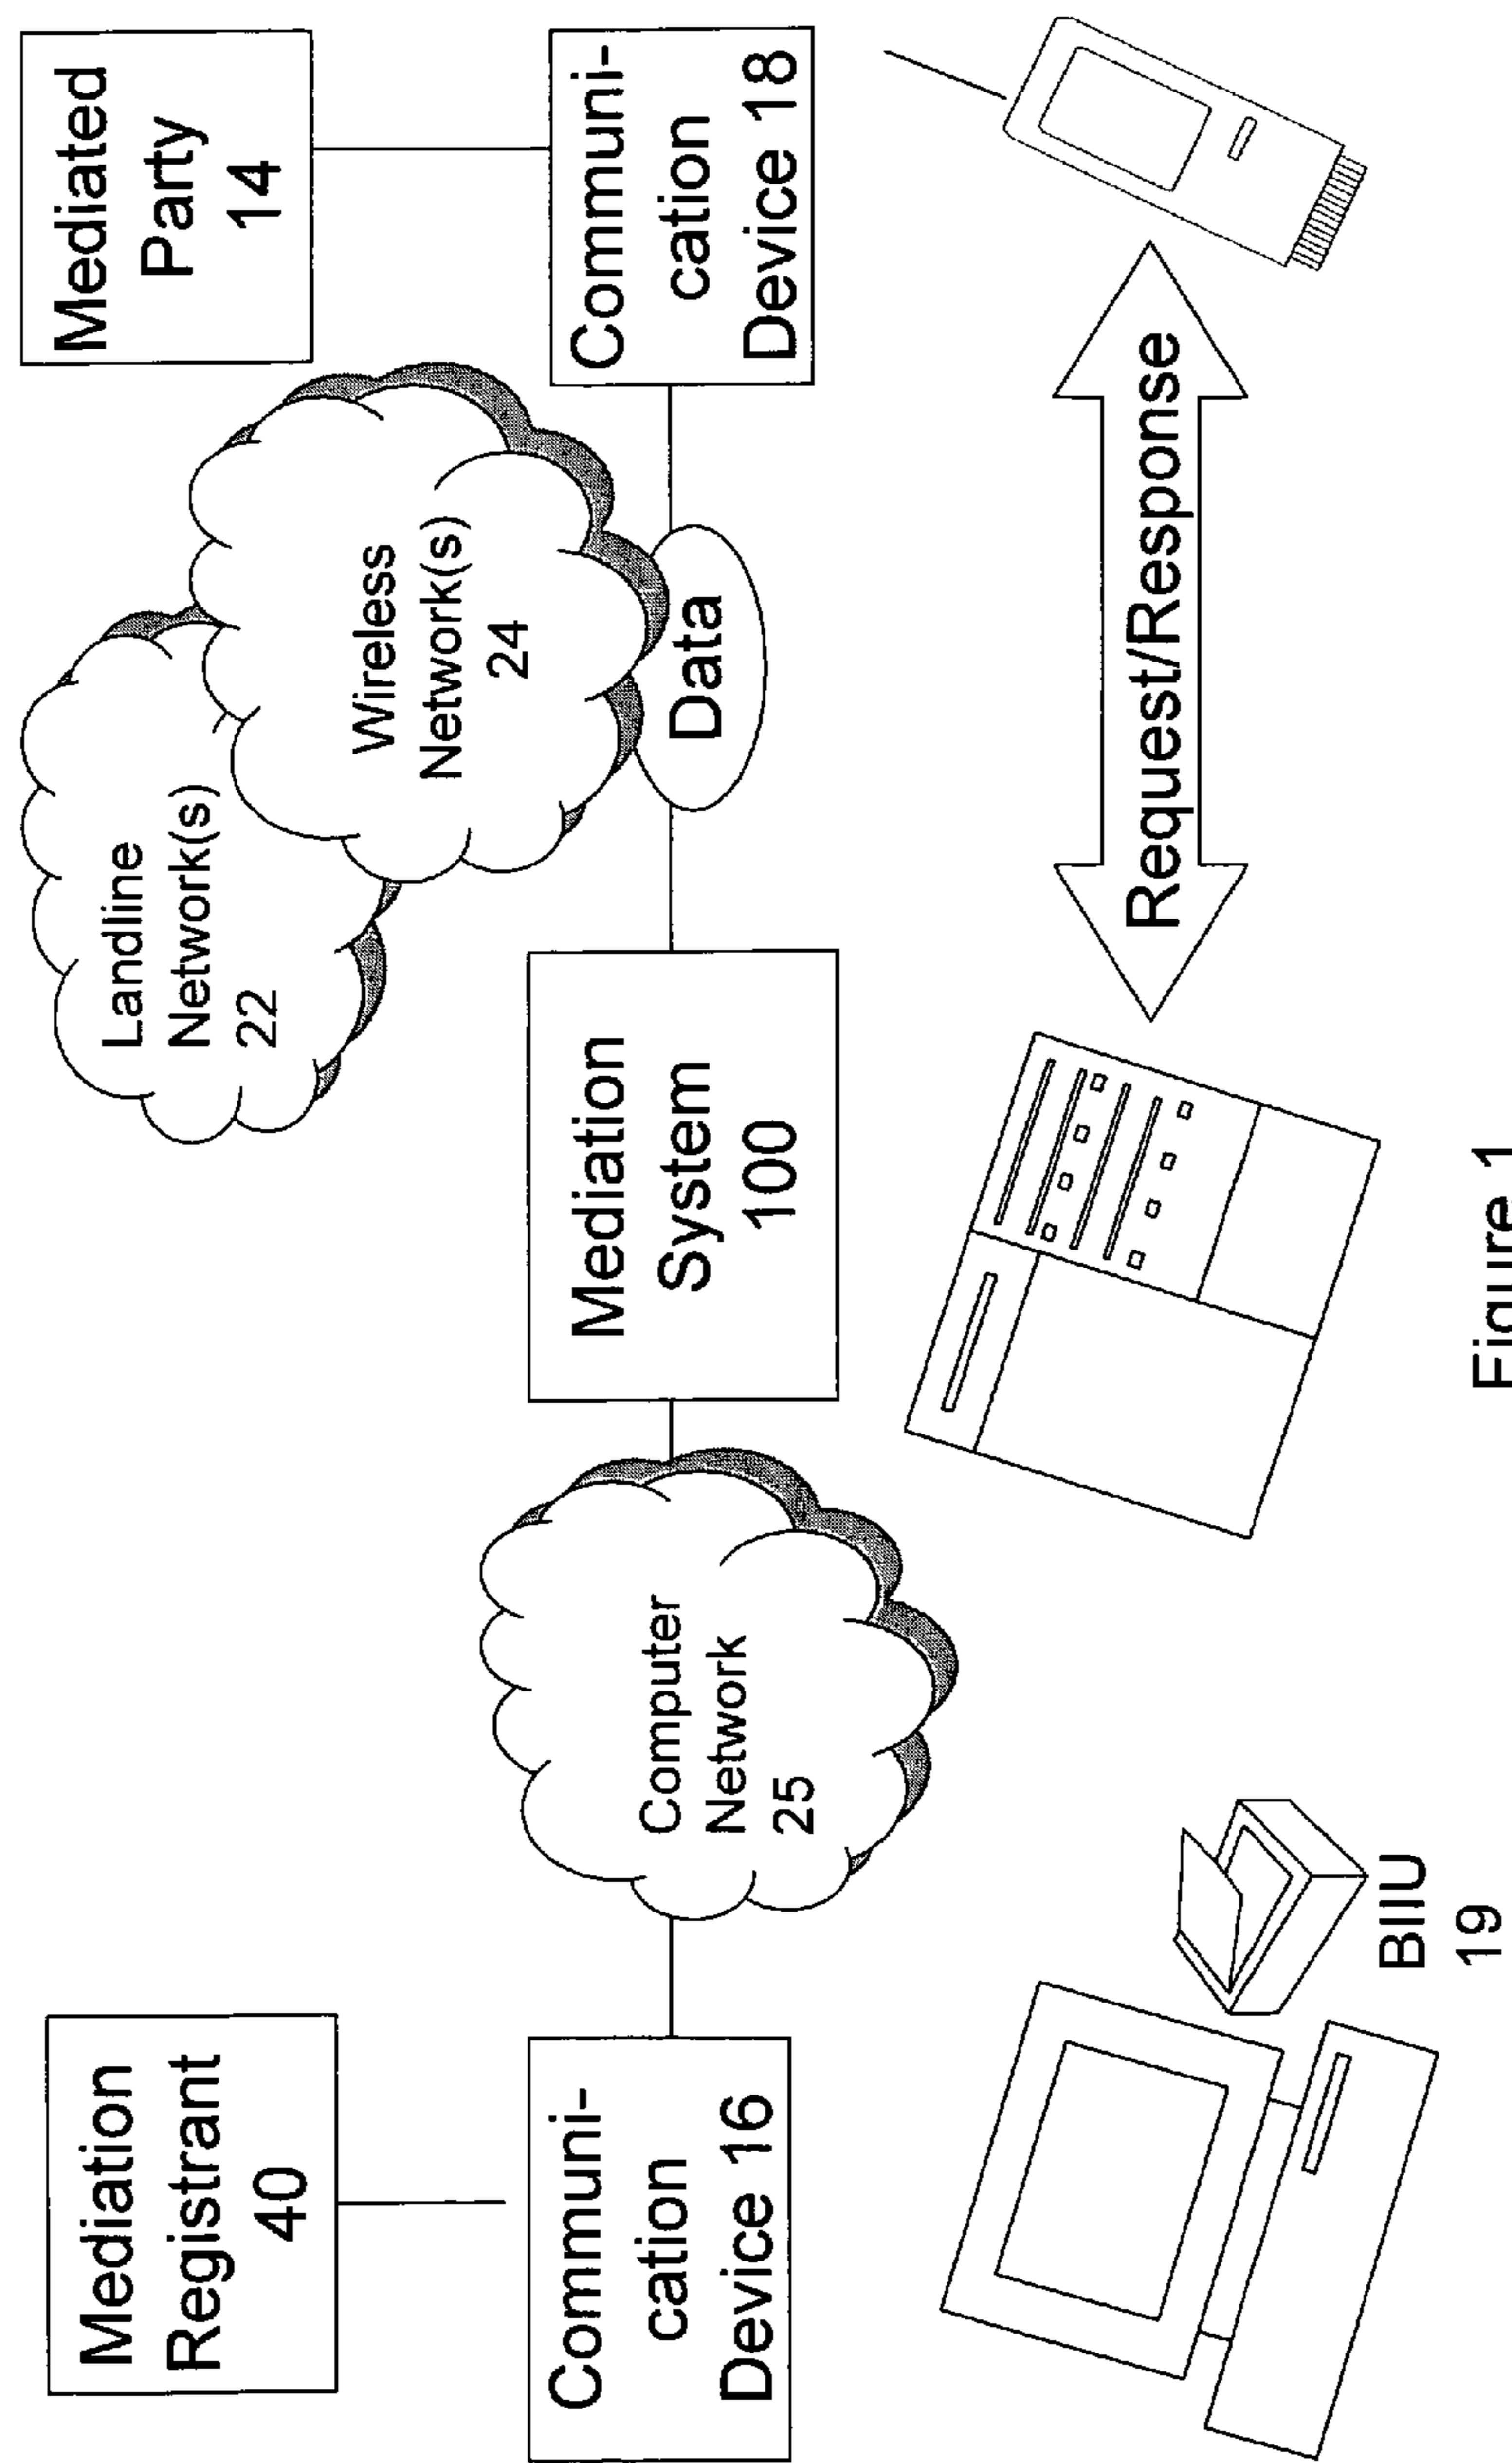 Mediation
Registrant
40
Communi-
cation
Device 16
Computer
Network
25
Mediation
System
100
Landline
Network(s)
22
Wireless
Network(s)
24
Data
Mediated
Party
14
Communi-
cation
Device 18
BIIU
19
Request/Response
Figure 1